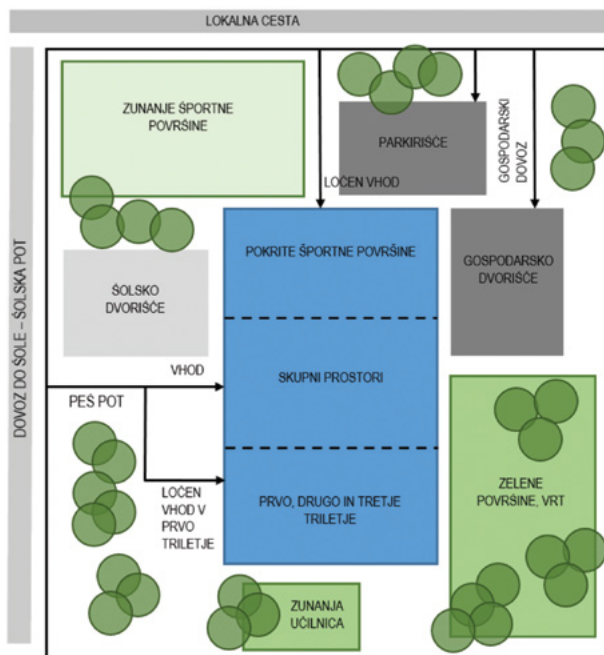 LOKALNA CESTA
DOVOZ DO ŠOLE – ŠOLSKA POT
ZUNANJE ŠPORTNE
POVRŠINE
PARKIRIŠČE
GOSPODARSKI
DOVOZ
LOČEN VHOD
POKRITE ŠPORTNE POVRŠINE
GOSPODARSKO
DVORIŠČE
ŠOLSKO
DVORIŠČE
VHOD
SKUPNI PROSTORI
PEŠ POT
LOČEN
VHOD V
PRVO
TRILETJE
PRVO, DRUGO IN TRETJE
TRILETJE
ZELENE
POVRŠINE, VRT
ZUNANJA
UČILNICA